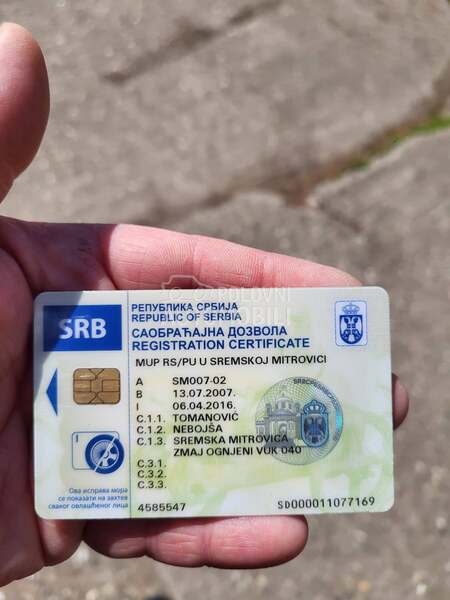 POLOVNI
MOBILI
SRB
РЕПУБЛИКА СРБИЈА
REPUBLIC OF SERBIA
САОБРАЋАЈНА ДОЗВОЛА
REGISTRATION CERTIFICATE
MUP RS/PU U SREMSKOJ MITROVICI
A SM007-02
B 13.07.2007.
I 06.04.2016.
C.1.1. TOMANOVIĆ
C.1.2. NEBOJŠA
C.1.3. SREMSKA MITROVICA
ZMAJ OGNJENI VUK 040
C.3.1.
C.3.2.
C.3.3.
Ова исправа мора
се показати на захтев
сваког овлашћеног лица
4585547 SD000011077169